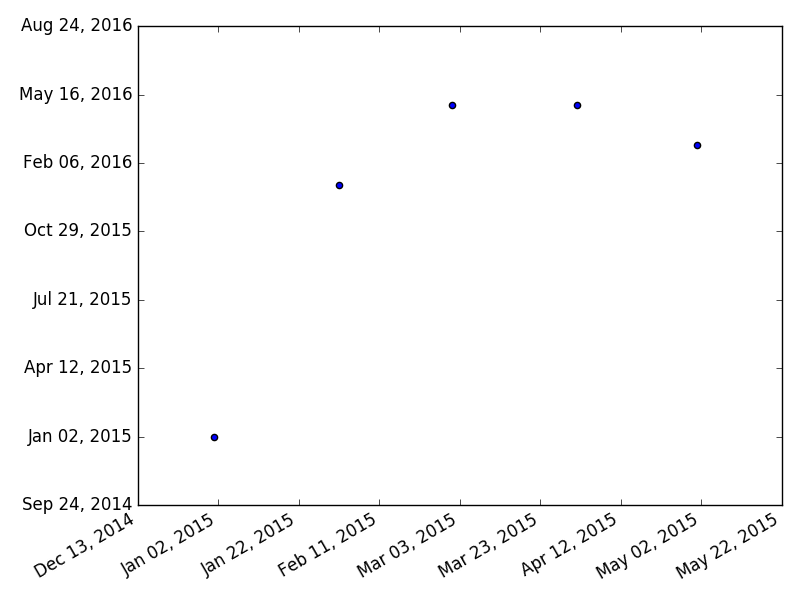 Aug 24, 2016
May 16, 2016
Feb 06, 2016
Oct 29, 2015
Jul 21, 2015
Apr 12, 2015
Jan 02, 2015
Sep 24, 2014
Dec 13, 2014
Jan 02, 2015
Jan 22, 2015
Feb 11, 2015
Mar 03, 2015
Mar 23, 2015
Apr 12, 2015
May 02, 2015
May 22, 2015